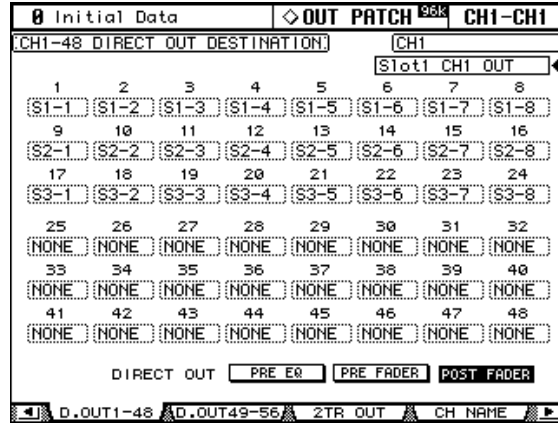 0 Initial Data ◇OUT PATCH 96k CH1-CH1
CH1-48 DIRECT OUT DESTINATION CH1
Slot1 CH1 OUT
1 2 3 4 5 6 7 8
S1-1 S1-2 S1-3 S1-4 S1-5 S1-6 S1-7 S1-8
9 10 11 12 13 14 15 16
S2-1 S2-2 S2-3 S2-4 S2-5 S2-6 S2-7 S2-8
17 18 19 20 21 22 23 24
S3-1 S3-2 S3-3 S3-4 S3-5 S3-6 S3-7 S3-8
25 26 27 28 29 30 31 32
NONE NONE NONE NONE NONE NONE NONE NONE
33 34 35 36 37 38 39 40
NONE NONE NONE NONE NONE NONE NONE NONE
41 42 43 44 45 46 47 48
NONE NONE NONE NONE NONE NONE NONE NONE
DIRECT OUT PRE EQ PRE FADER POST FADER
D.OUT1-48 D.OUT49-56 2TR OUT CH NAME